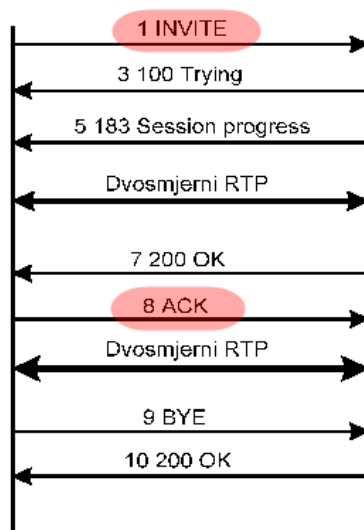 1 INVITE
3 100 Trying
5 183 Session progress
Dvosmjerni RTP
7 200 OK
8 ACK
Dvosmjerni RTP
9 BYE
10 200 OK